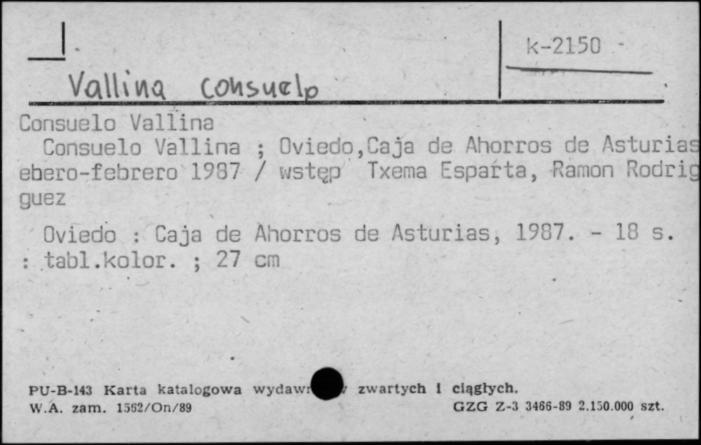 k-2150
Vallina Consuelo
Consuelo Vallina
Consuelo Vallina ; Oviedo,Caja de Ahorros de Asturias
ebero-febrero 1987 / wstęp Txema Esparta, Ramon Rodrig
guez
Oviedo : Caja de Ahorros de Asturias, 1987. - 18 s.
: tabl.kolor. ; 27 cm
PU-B-143 Karta katalogowa zwartych i ciągłych.
W.A. zam. 1562/On/89 GZG Z-3 3466-89 2.150.000 szt.